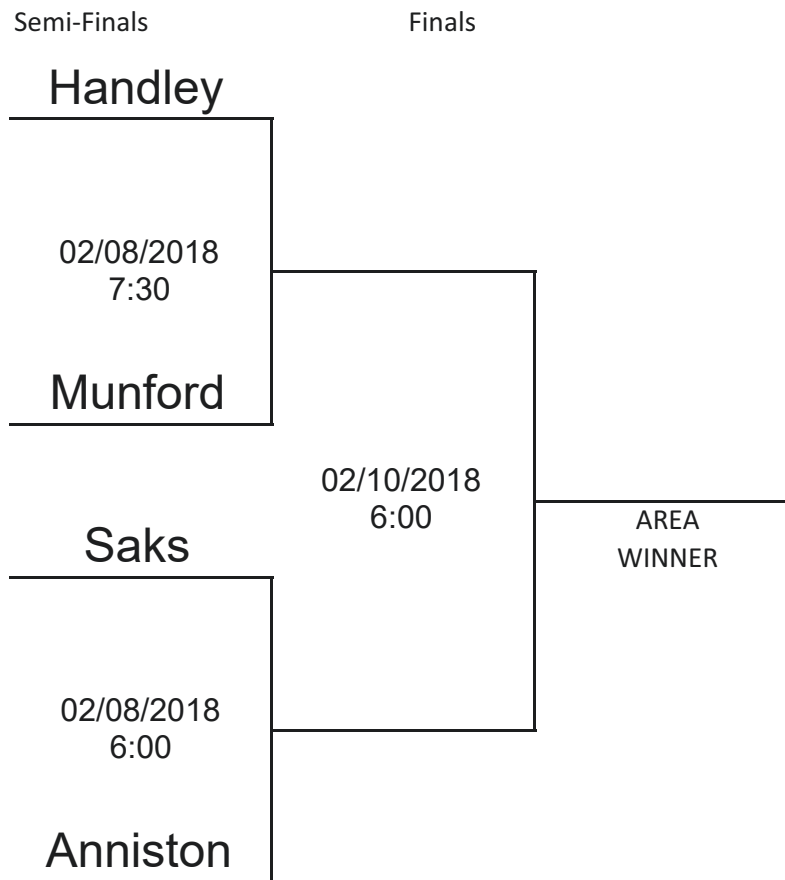 Semi-Finals
Finals
Handley
02/08/2018
7:30
Munford
02/10/2018
6:00
AREA
WINNER
Saks
02/08/2018
6:00
Anniston